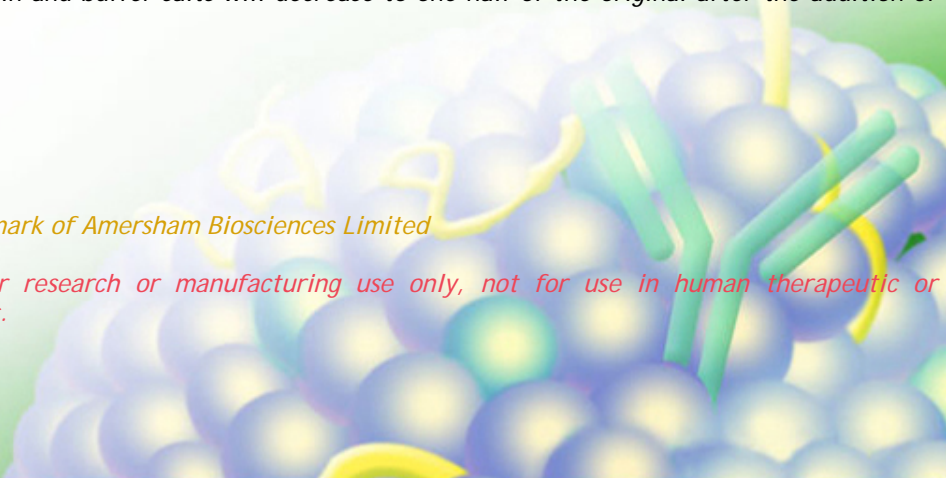 and buffer salts will decrease to one half of the original after the addition of
mark of Amersham Biosciences Limited
research or manufacturing use only, not for use in human therapeutic or